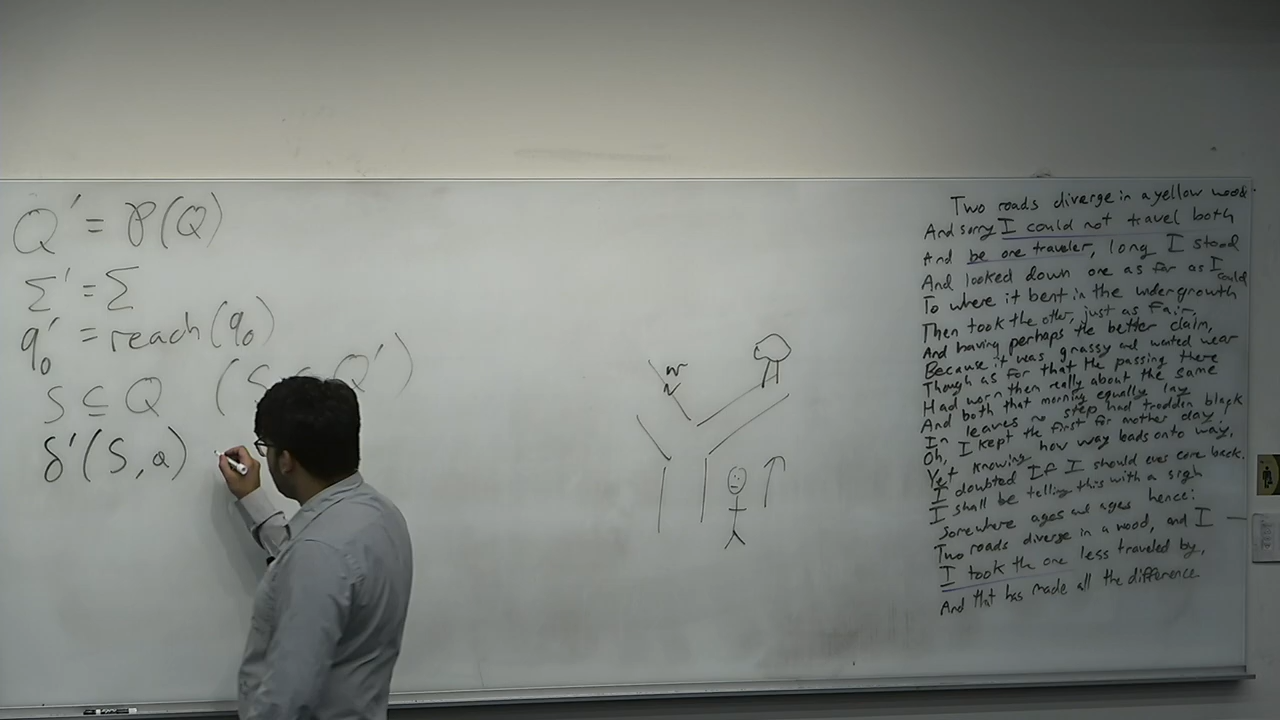 Q' = P(Q)
Σ' = Σ
q₀' = reach(q₀)
S ⊆ Q (S Q')
δ'(S, a)
Two roads diverge in a yellow wood
And sorry I could not travel both
And be one traveler, long I stood
And looked down one as far as I could
To where it bent in the undergrowth
Then took the other, just as fair,
And having perhaps the better claim,
Because it was grassy and wanted wear
Though as for that the passing there
Had worn them really about the same
And both that morning equally lay
In leaves no step had trodden black
Oh, I kept the first for another day
Yet knowing how way leads onto way,
I doubted If I should ever come back.
I shall be telling this with a sigh
Somewhere ages and ages hence:
Two roads diverge in a wood, and I
I took the one less traveled by,
And that has made all the difference